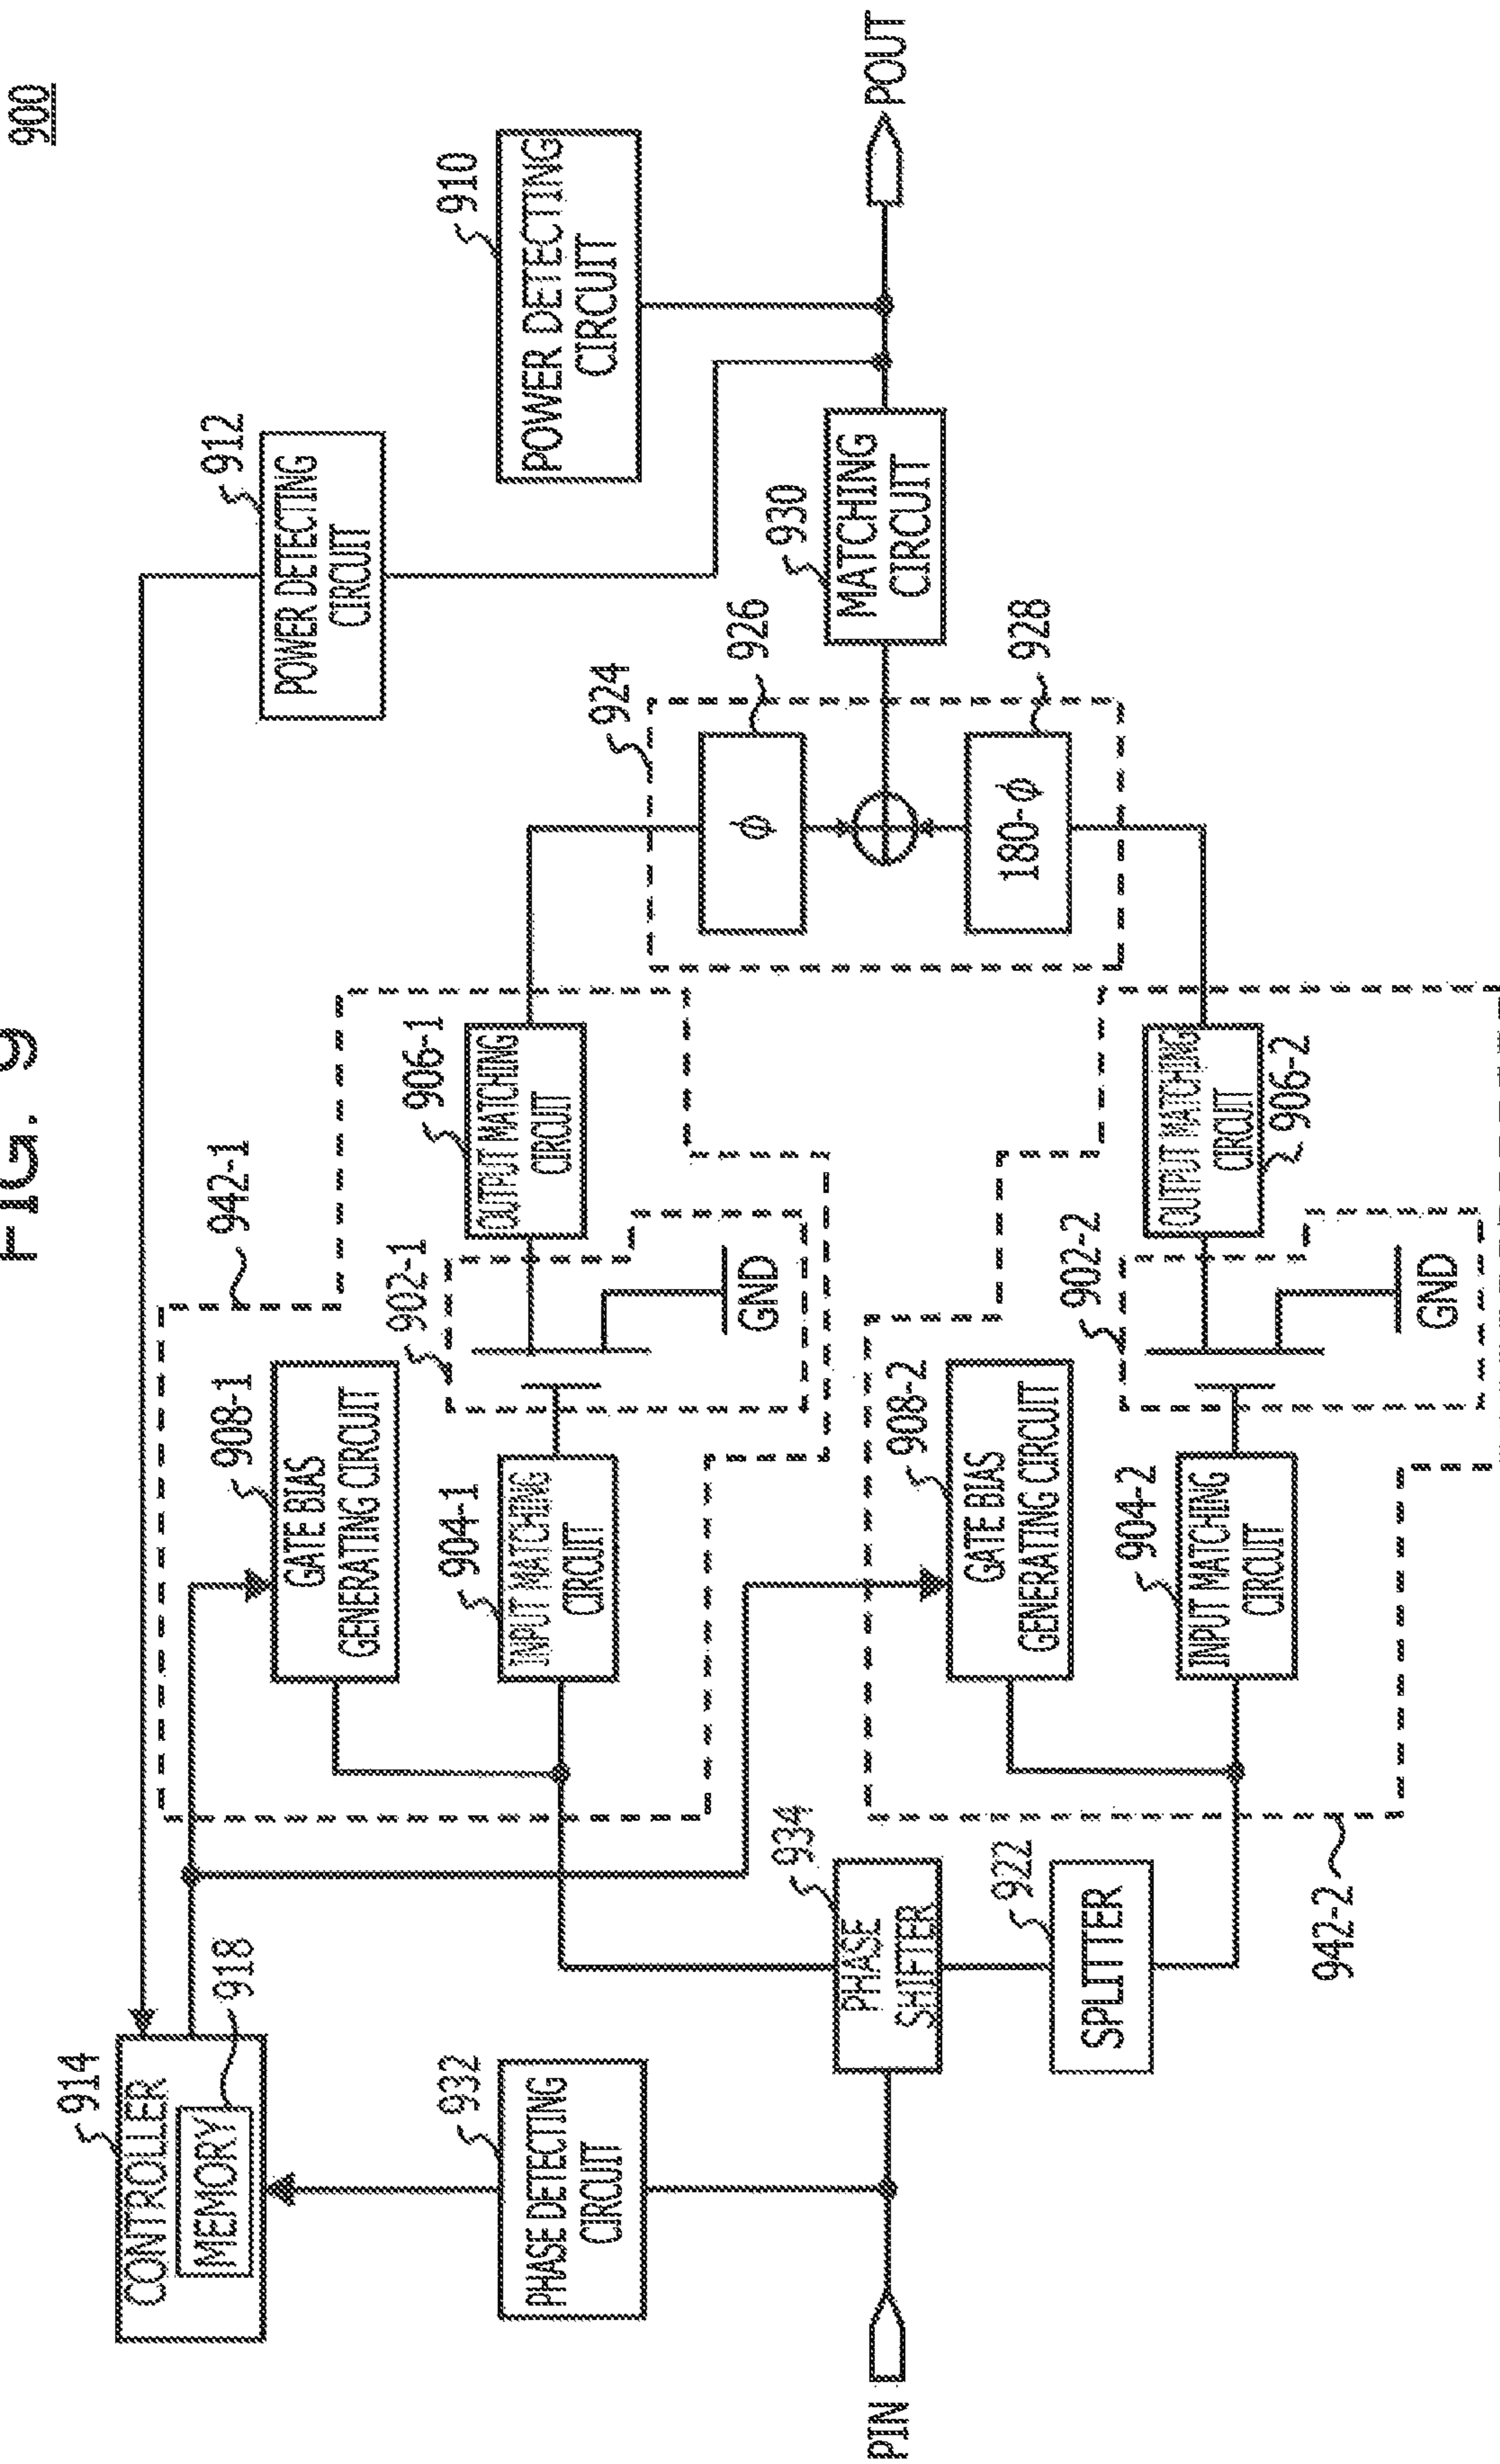 FIG. 9
900
914
CONTROLLER
MEMORY
918
912
POWER DETECTING
CIRCUIT
910
POWER DETECTING
CIRCUIT
942-1
908-1
GATE BIAS
GENERATING CIRCUIT
902-1
906-1
OUTPUT MATCHING
CIRCUIT
904-1
INPUT MATCHING
CIRCUIT
GND
932
PHASE DETECTING
CIRCUIT
924
926
ϕ
928
180-ϕ
930
MATCHING
CIRCUIT
POUT
PIN
934
PHASE
SHIFTER
922
SPLITTER
908-2
GATE BIAS
GENERATING CIRCUIT
902-2
904-2
INPUT MATCHING
CIRCUIT
OUTPUT MATCHING
CIRCUIT
906-2
GND
942-2